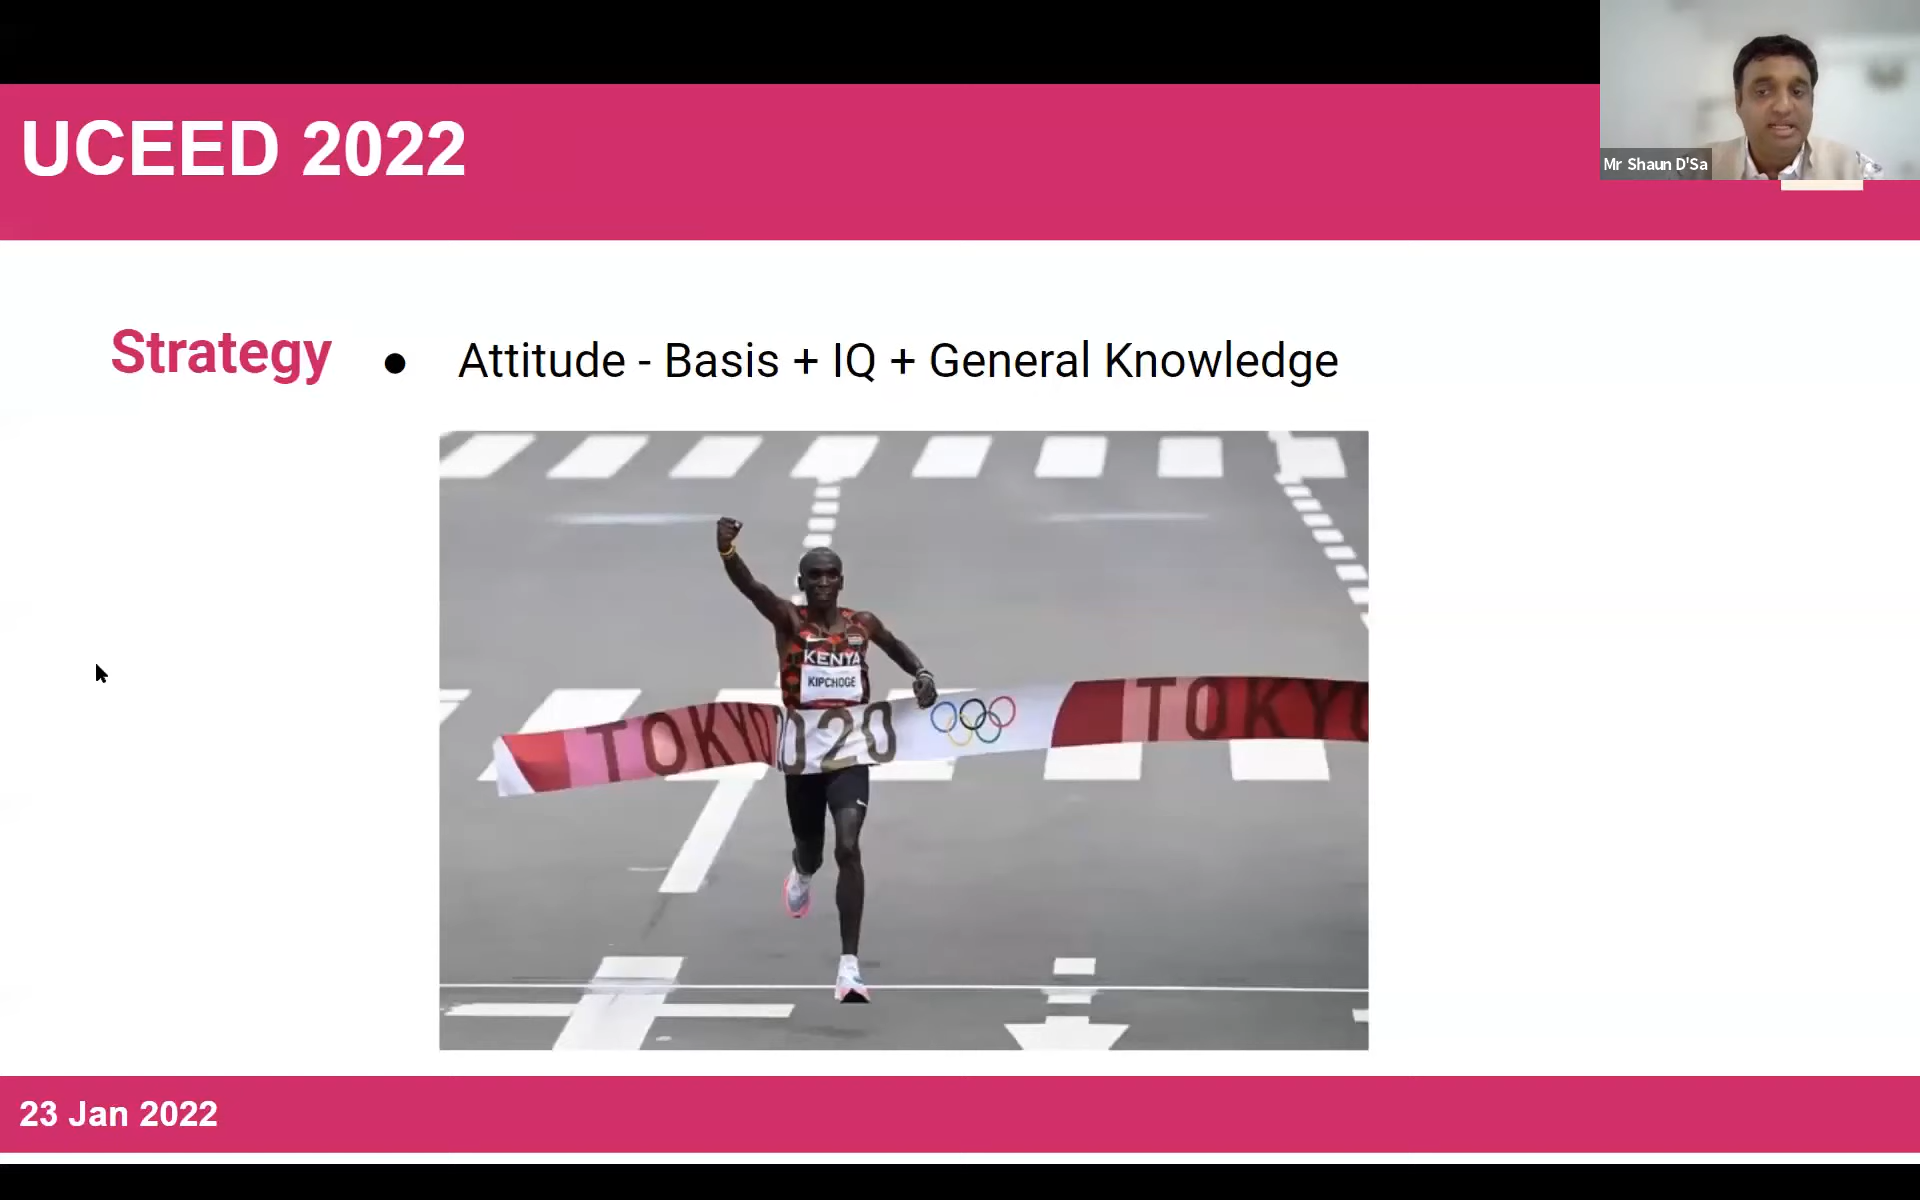 UCEED 2022
Mr Shaun D'Sa
Strategy
● Attitude - Basis + IQ + General Knowledge
KENYA
KIPCHOGE
TOKYO 2020 TOKYO
23 Jan 2022